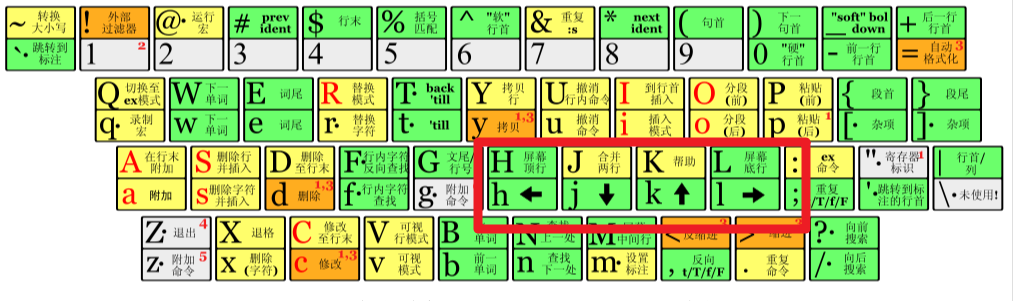 ~ 转换大小写 ! 外部过滤器 @· 运行宏 # prev ident $ 行末 % 括号匹配 ^ "软"行首 & 重复:s * next ident ( 句首 ) 下一句首 _ "soft" bol down + 后一行行首
`· 跳转到标注 1 2 2 3 4 5 6 7 8 9 0 "硬"行首 - 前一行行首 = 自动格式化 3
Q 切换至ex模式 W 下一单词 E 词尾 R 替换模式 T· back 'till Y 拷贝行 U 撤消行内命令 I 到行首插入 O 分段(前) P 粘贴(前) { 段首 } 段尾
q· 录制宏 w 下一单词 e 词尾 r· 替换字符 t· 'till y 拷贝 1,3 u 撤消命令 i 插入模式 o 分段(后) p 粘贴(后) 1 [· 杂项 ]· 杂项
A 在行末附加 S 删除行并插入 D 删除至行末 F· 行内字符反向查找 G 文尾/行号 H 屏幕顶行 J 合并两行 K 帮助 L 屏幕底行 : ex命令 "· 寄存器标识 1 | 行首/列
a 附加 s 删除字符并插入 d 删除 1,3 f· 行内字符查找 g· 附加命令 h ← j ↓ k ↑ l → ; 重复t/T/f/F '· 跳转到标注的行首 \· 未使用!
Z· 退出 4 X 退格 C 修改至行末 V 可视行模式 B 单词 N 查找上一处 M 中间行 < 反缩进 > 缩进 ?· 向前搜索
z· 附加命令 5 x 删除(字符) c 修改 1,3 v 可视模式 b 前一单词 n 查找下一处 m· 设置标注 , 反向t/T/f/F . 重复命令 /· 向后搜索